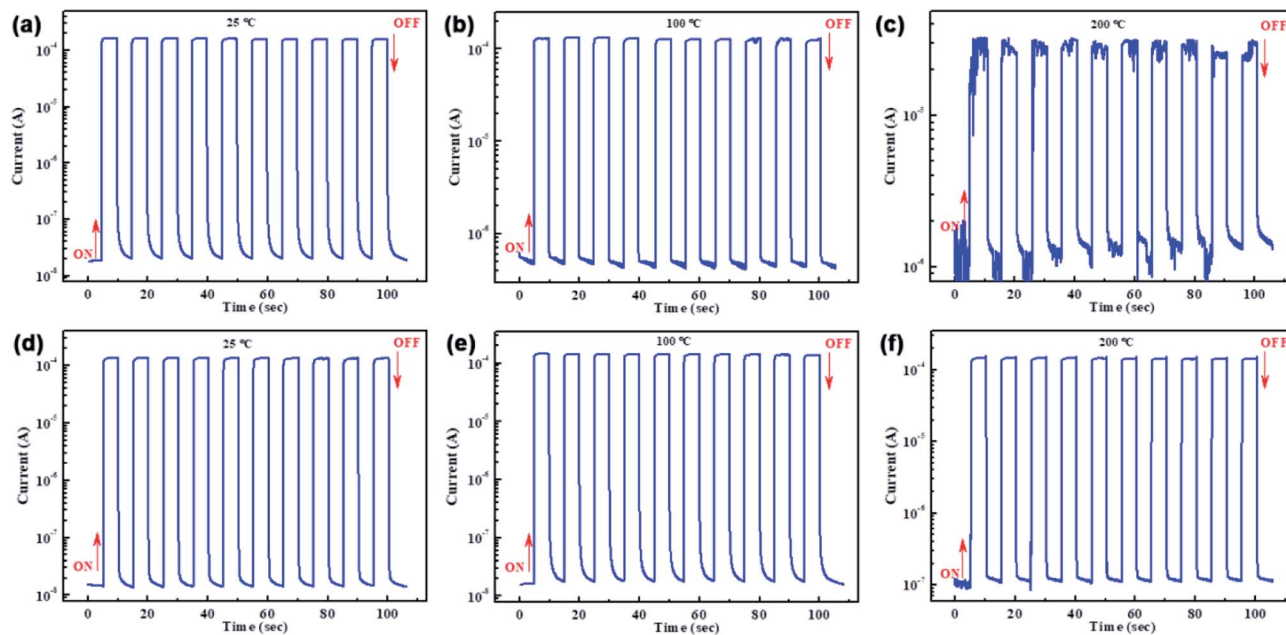 (a)
25 ºC
OFF
10⁻⁴
10⁻⁵
10⁻⁶
10⁻⁷
10⁻⁸
Current (A)
ON
0 20 40 60 80 100
Time (sec)
(b)
100 ºC
OFF
10⁻⁴
10⁻⁵
10⁻⁶
Current (A)
ON
0 20 40 60 80 100
Time (sec)
(c)
200 ºC
OFF
10⁻⁵
10⁻⁶
Current (A)
ON
0 20 40 60 80 100
Time (sec)
(d)
25 ºC
OFF
10⁻⁴
10⁻⁵
10⁻⁶
10⁻⁷
10⁻⁸
Current (A)
ON
0 20 40 60 80 100
Time (sec)
(e)
100 ºC
OFF
10⁻⁴
10⁻⁵
10⁻⁶
10⁻⁷
10⁻⁸
Current (A)
ON
0 20 40 60 80 100
Time (sec)
(f)
200 ºC
OFF
10⁻⁴
10⁻⁵
10⁻⁶
10⁻⁷
Current (A)
ON
0 20 40 60 80 100
Time (sec)